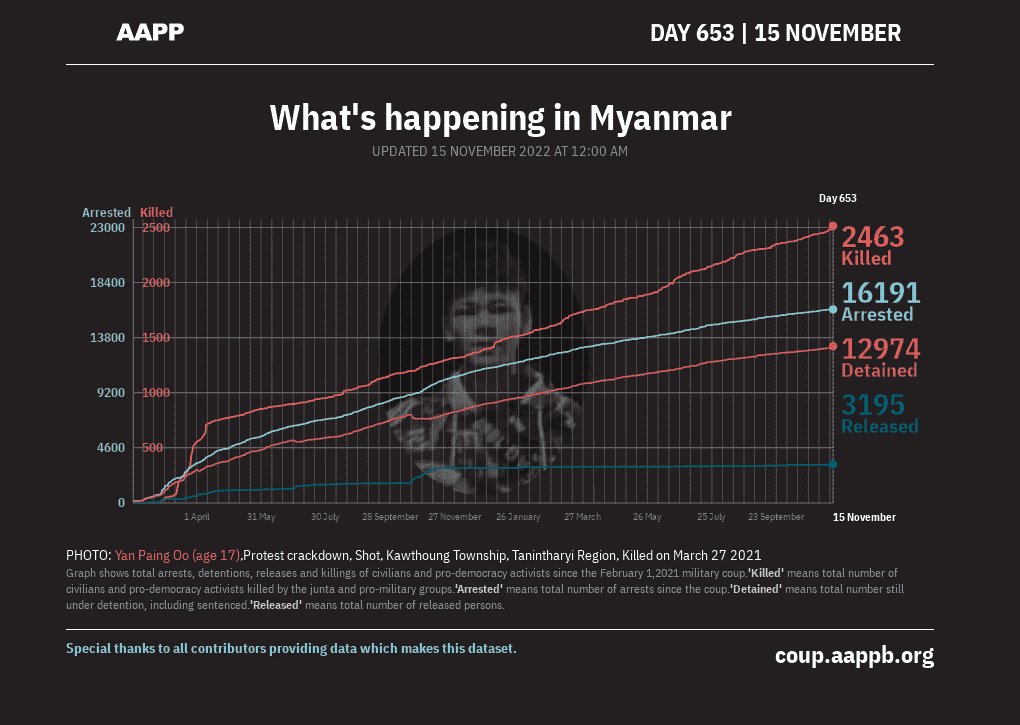 AAPP
DAY 653 | 15 NOVEMBER
What's happening in Myanmar
UPDATED 15 NOVEMBER 2022 AT 12:00 AM
Day 653
Arrested Killed
23000 2500
18400 2000
13800 1500
9200 1000
4600 500
0
2463
Killed
16191
Arrested
12974
Detained
3195
Released
1 April 31 May 30 July 28 September 27 November 26 January 27 March 26 May 25 July 23 September 15 November
PHOTO: Yan Paing Oo (age 17),Protest crackdown, Shot, Kawthoung Township, Tanintharyi Region, Killed on March 27 2021
Graph shows total arrests, detentions, releases and killings of civilians and pro-democracy activists since the February 1,2021 military coup.'Killed' means total number of
civilians and pro-democracy activists killed by the junta and pro-military groups.'Arrested' means total number of arrests since the coup.'Detained' means total number still
under detention, including sentenced.'Released' means total number of released persons.
Special thanks to all contributors providing data which makes this dataset.
coup.aappb.org